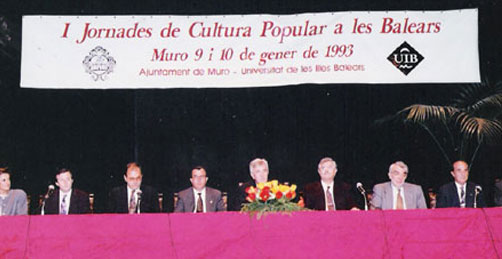 I Jornades de Cultura Popular a les Balears
Muro 9 i 10 de gener de 1993
Ajuntament de Muro - Universitat de les Illes Balears
UIB